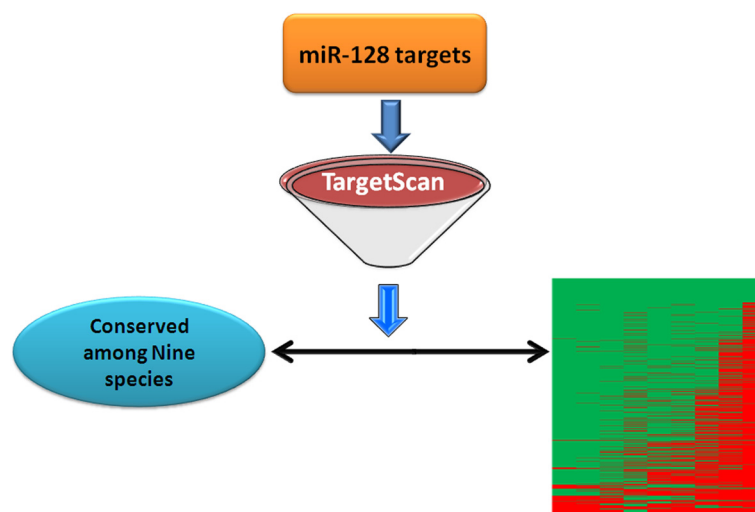 miR-128 targets
TargetScan
Conserved
among Nine
species